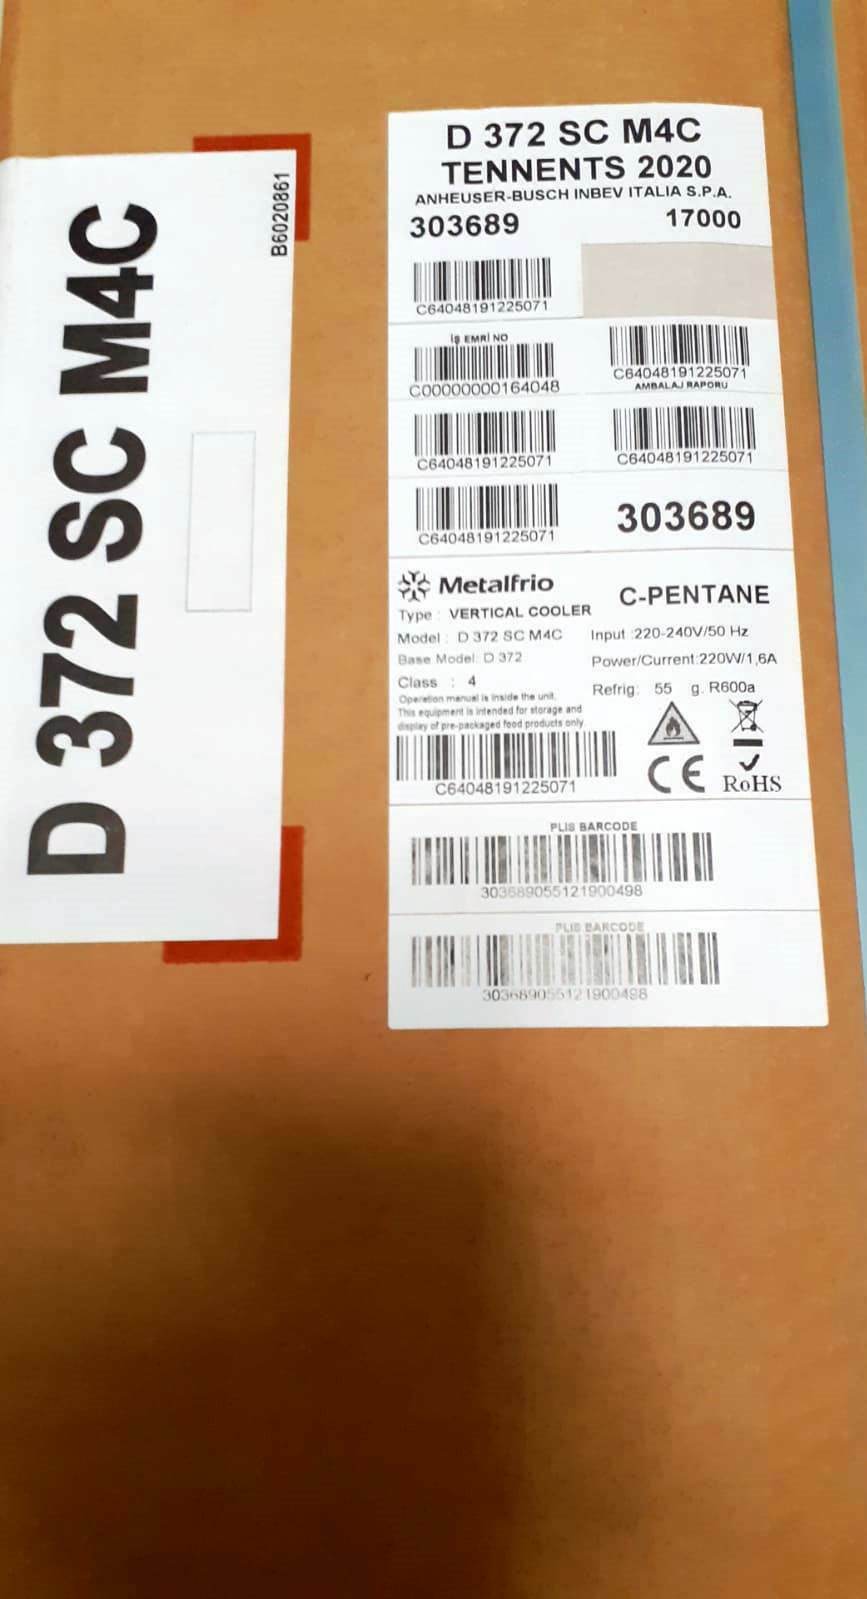 D 372 SC M4C
B6020861
D 372 SC M4C
TENNENTS 2020
ANHEUSER-BUSCH INBEV ITALIA S.P.A.
303689 17000
C64048191225071
İŞ EMRİ NO
C00000000164048
C64048191225071
AMBALAJ RAPORU
C64048191225071
C64048191225071
C64048191225071
303689
Metalfrio
C-PENTANE
Type : VERTICAL COOLER
Model : D 372 SC M4C Input :220-240V/50 Hz
Base Model: D 372 Power/Current:220W/1,6A
Class : 4 Refrig: 55 g. R600a
Operation manual is inside the unit.
This equipment is intended for storage and
display of pre-packaged food products only.
C64048191225071
CE RoHS
PLIS BARCODE
303689055121900498
PLIS BARCODE
303689055121900498